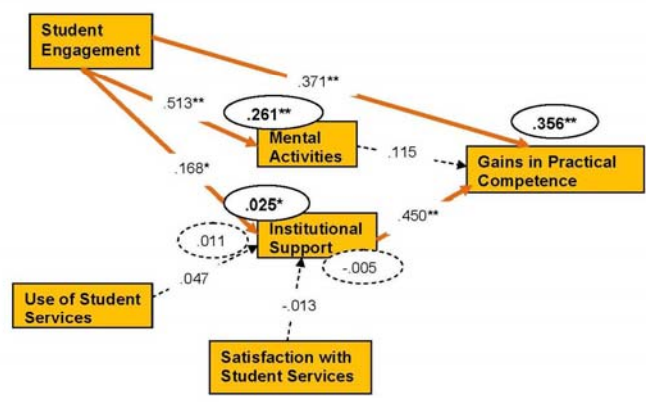 Student
Engagement
.371**
.513**
.261**
.356**
Mental
Activities
.115
Gains in Practical
Competence
.168*
.025*
.450**
.011
Institutional
Support
-.005
.047
Use of Student
Services
-.013
Satisfaction with
Student Services